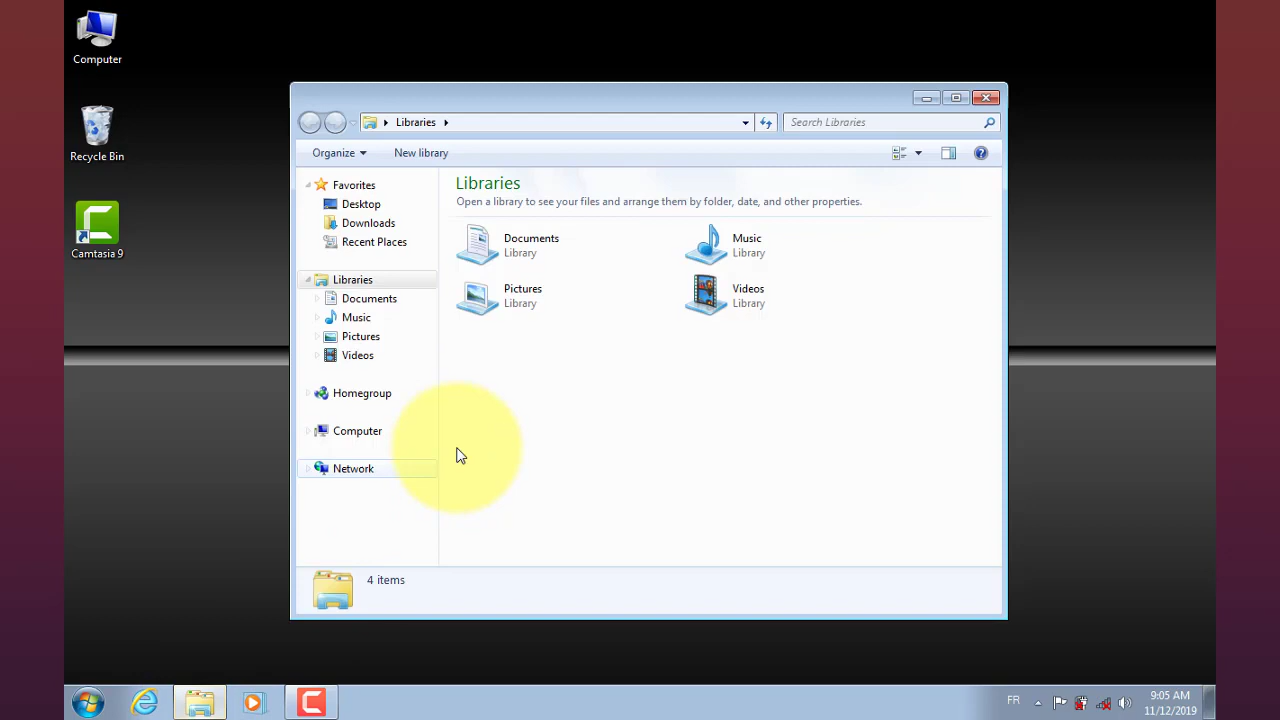 Computer
Recycle Bin
Camtasia 9
Libraries
Search Libraries
Organize
New library
Favorites
Desktop
Downloads
Recent Places
Libraries
Documents
Music
Pictures
Videos
Homegroup
Computer
Network
Libraries
Open a library to see your files and arrange them by folder, date, and other properties.
Documents
Library
Music
Library
Pictures
Library
Videos
Library
4 items
FR
9:05 AM
11/12/2019